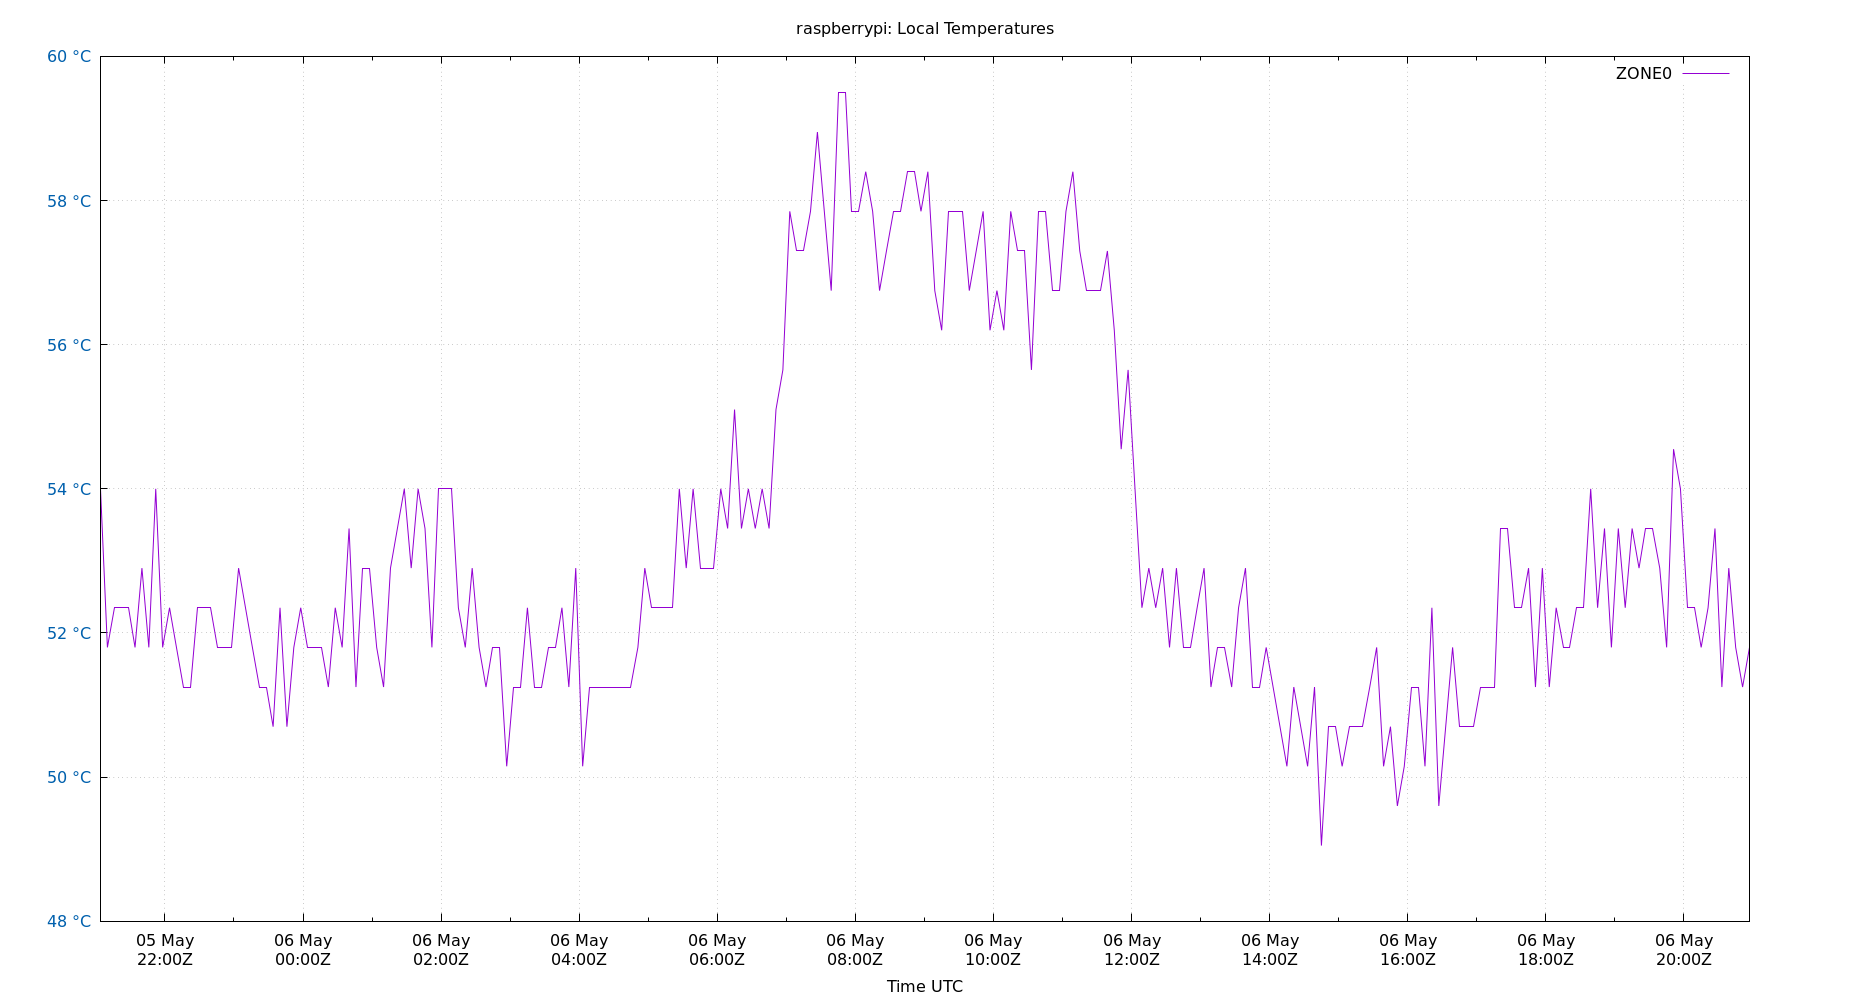 raspberrypi: Local Temperatures
60 °C
ZONE0
58 °C
56 °C
54 °C
52 °C
50 °C
48 °C
05 May 06 May 06 May 06 May 06 May 06 May 06 May 06 May 06 May 06 May 06 May 06 May
22:00Z 00:00Z 02:00Z 04:00Z 06:00Z 08:00Z 10:00Z 12:00Z 14:00Z 16:00Z 18:00Z 20:00Z
Time UTC